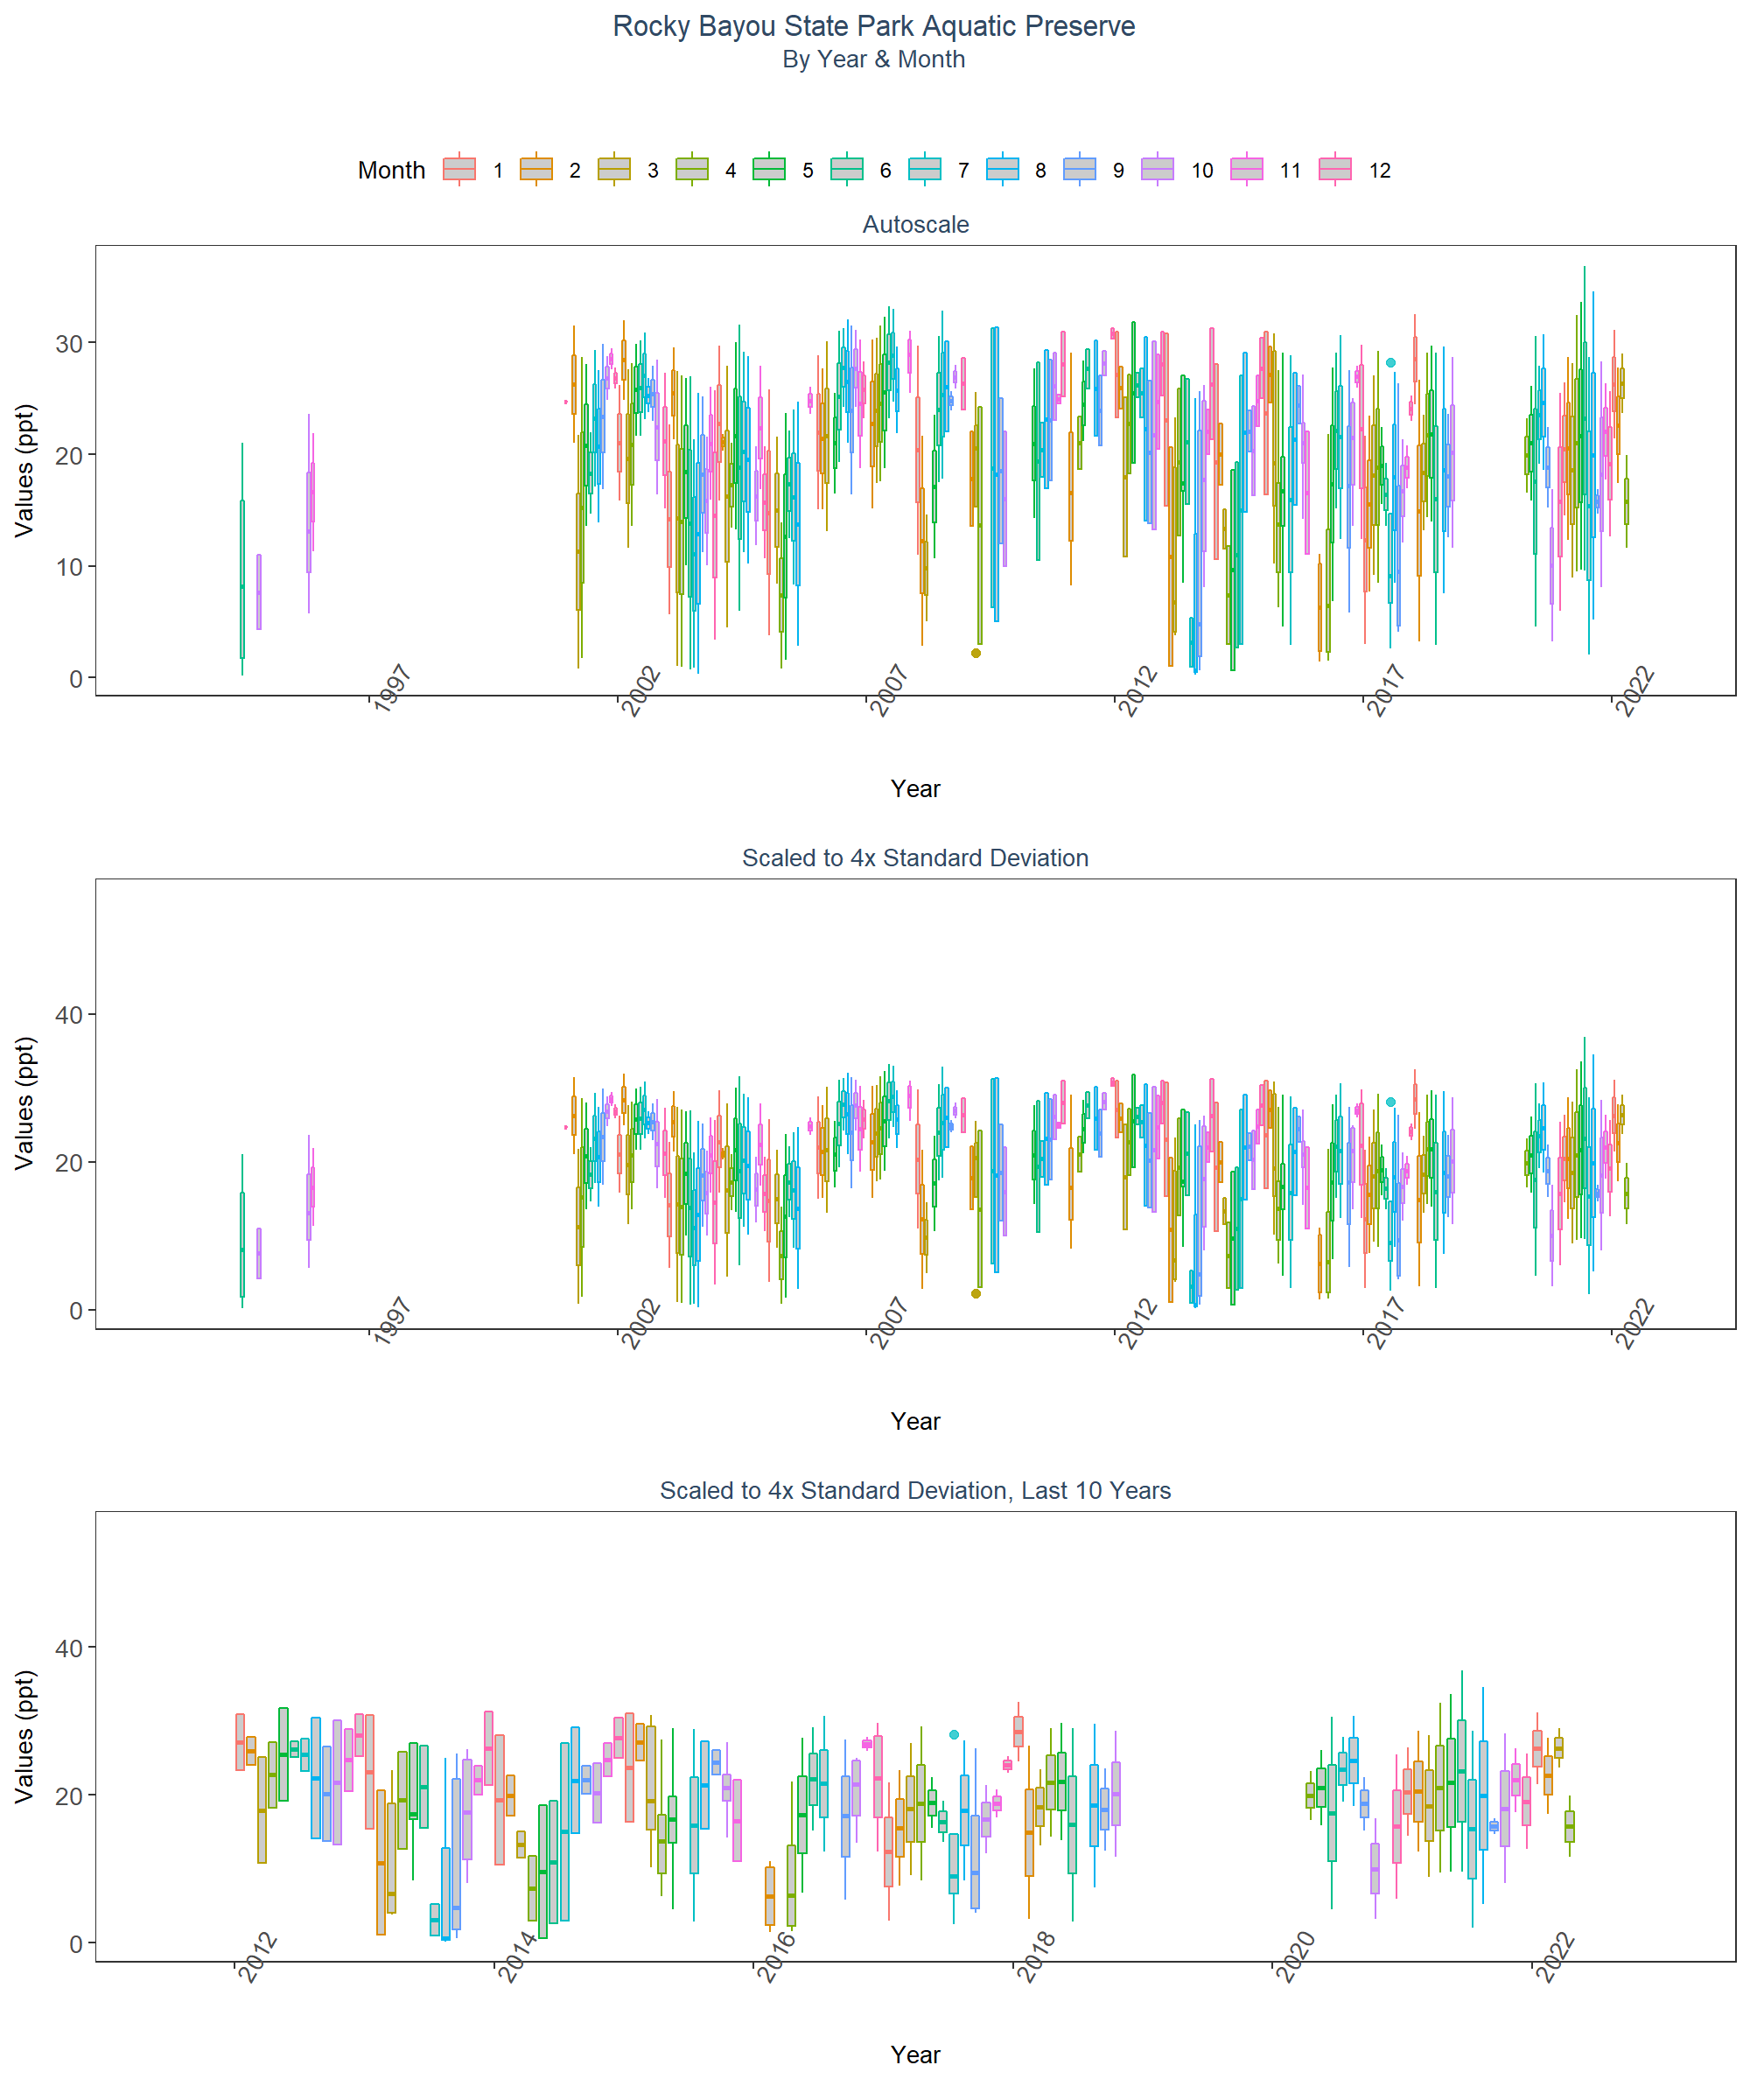 Rocky Bayou State Park Aquatic Preserve
By Year & Month
Month 1 2 3 4 5 6 7 8 9 10 11 12
Autoscale
Values (ppt)
30
20
10
0
1997 2002 2007 2012 2017 2022
Year
Scaled to 4x Standard Deviation
Values (ppt)
40
20
0
1997 2002 2007 2012 2017 2022
Year
Scaled to 4x Standard Deviation, Last 10 Years
Values (ppt)
40
20
0
2012 2014 2016 2018 2020 2022
Year